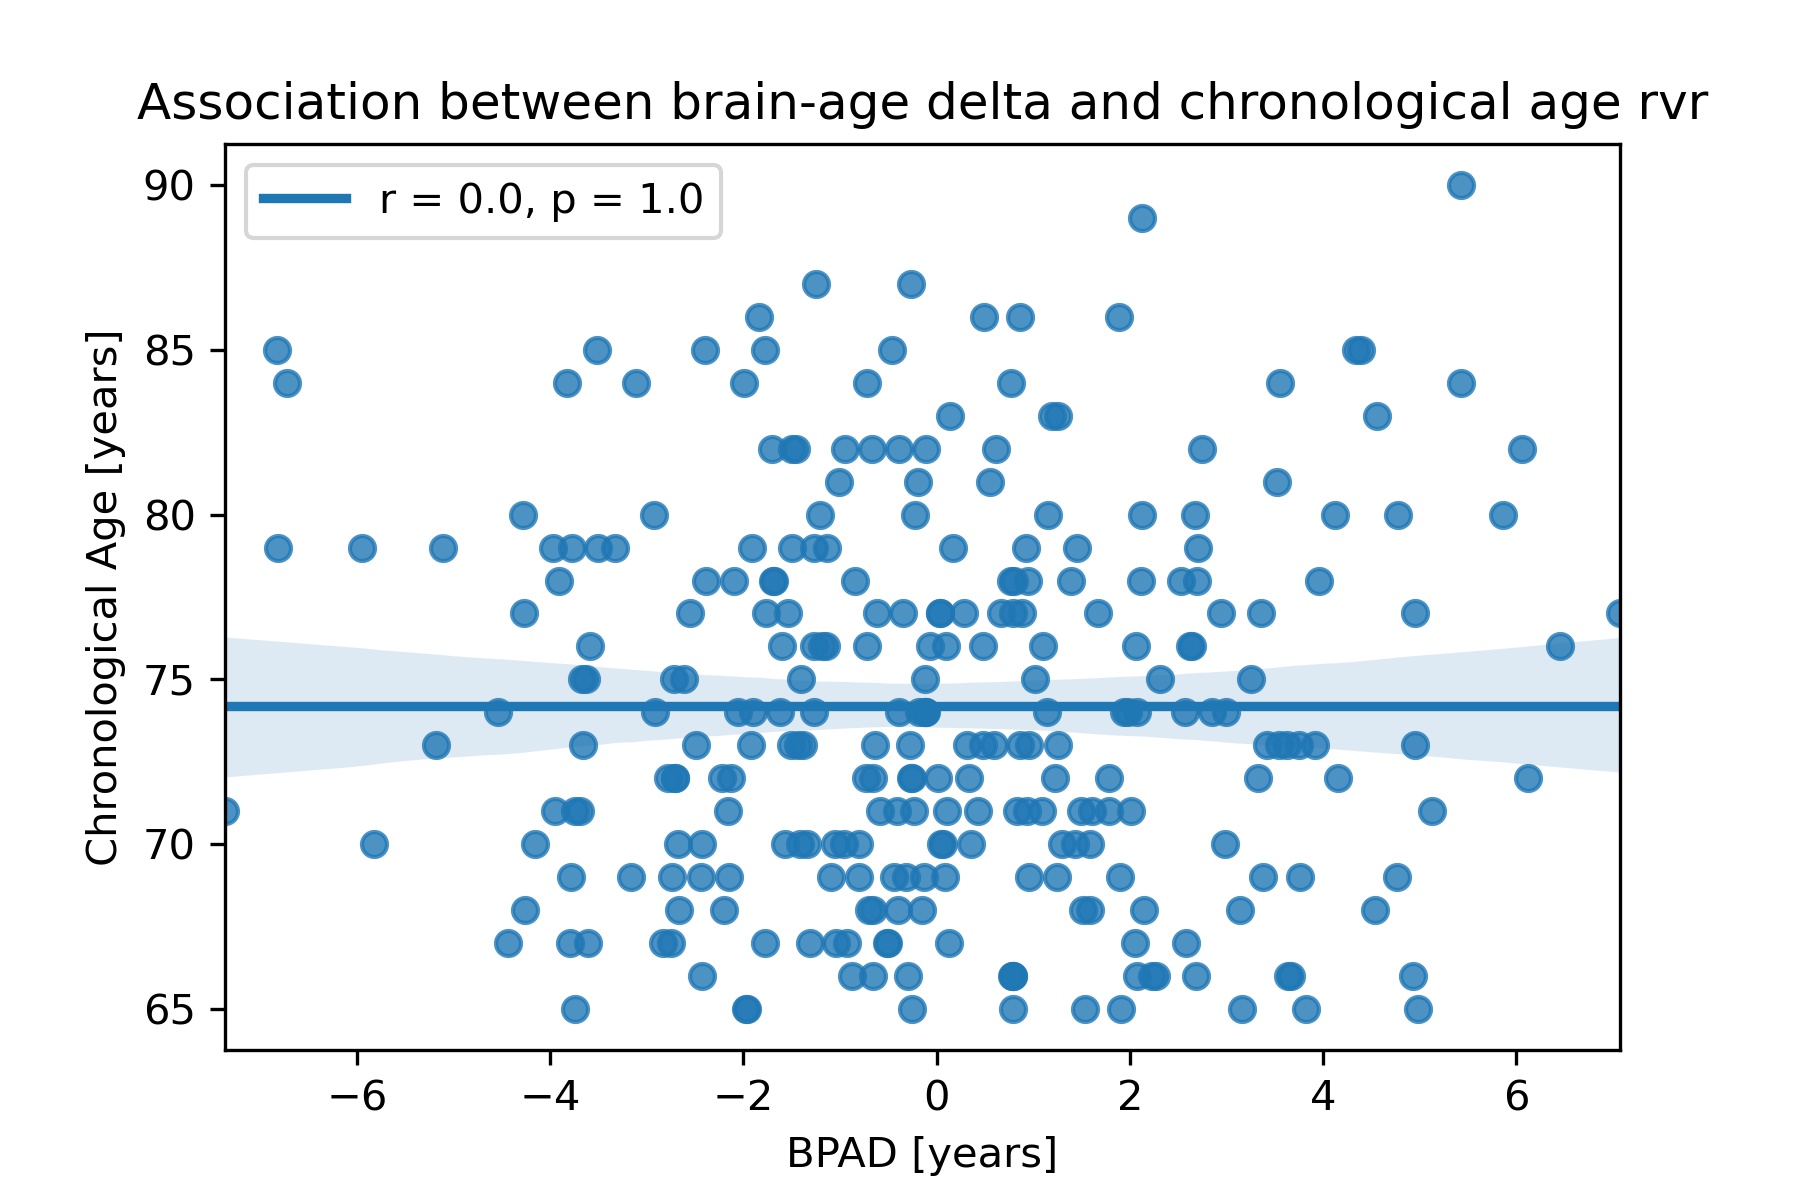 Association between brain-age delta and chronological age rvr
r = 0.0, p = 1.0
Chronological Age [years]
90
85
80
75
70
65
−6 −4 −2 0 2 4 6
BPAD [years]